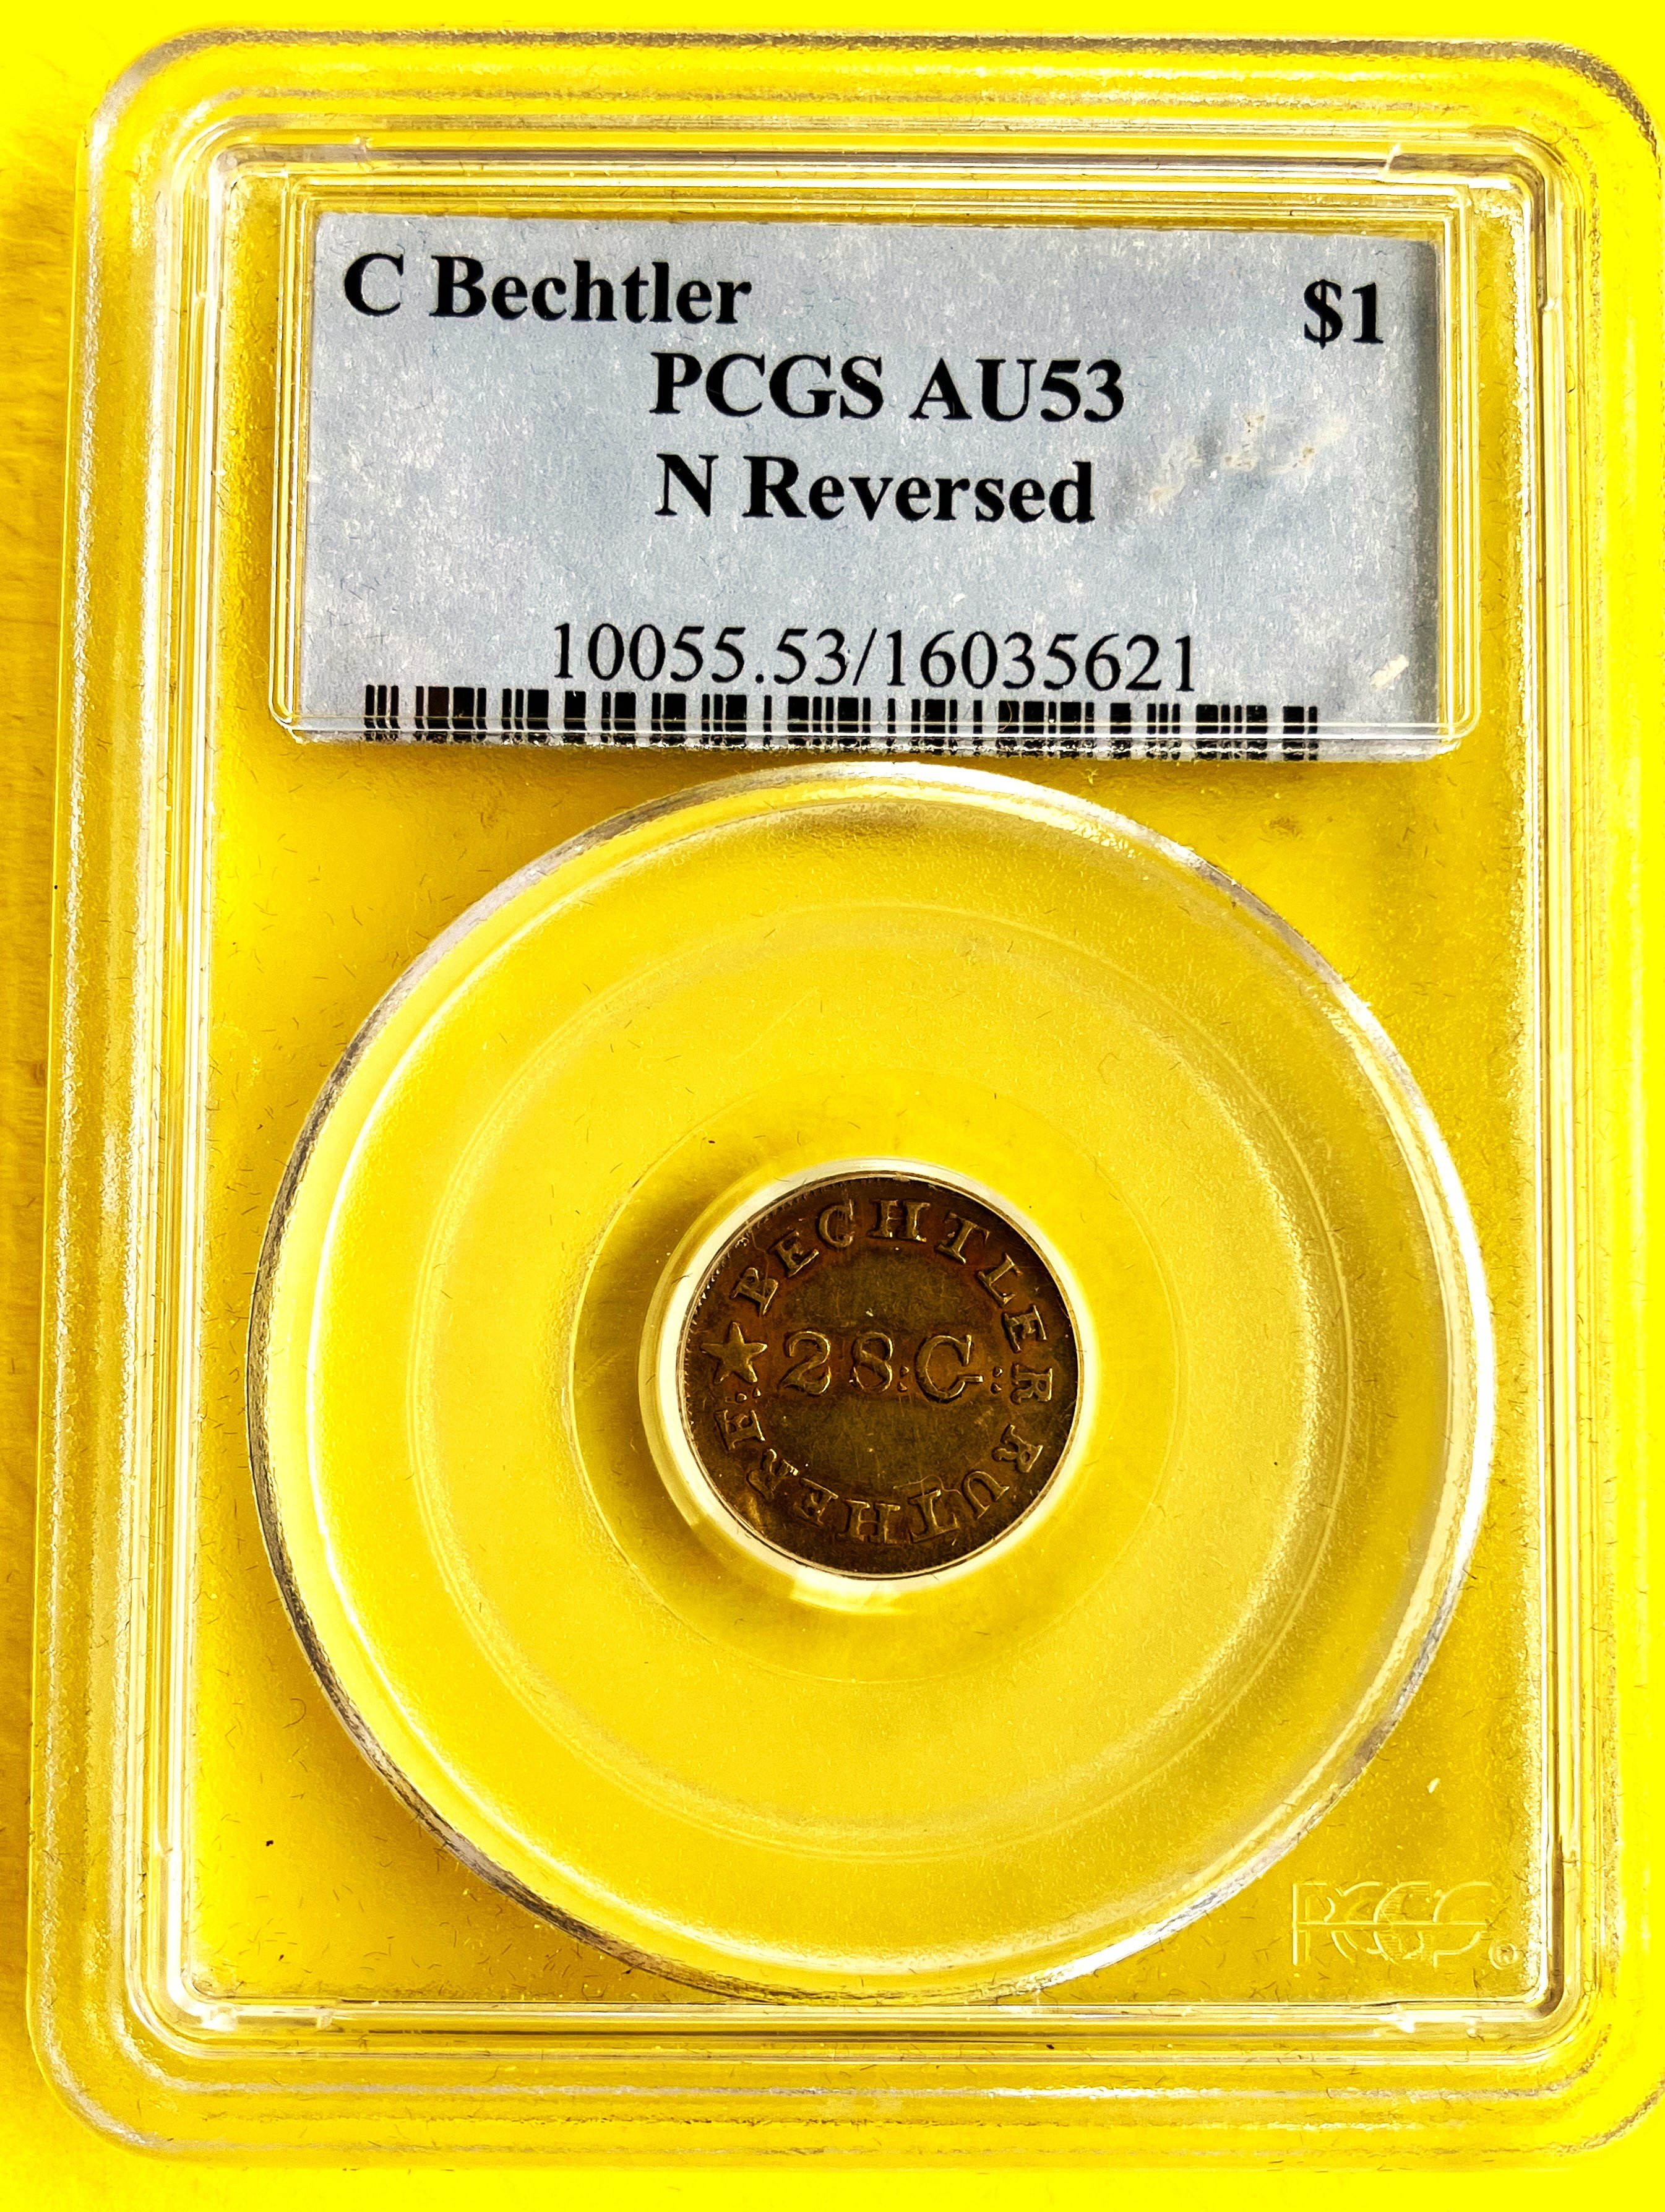 C Bechtler $1
PCGS AU53
N Reversed
10055.53/16035621
BECHTLER RUTHERF:
★ 28:G:
PCGS